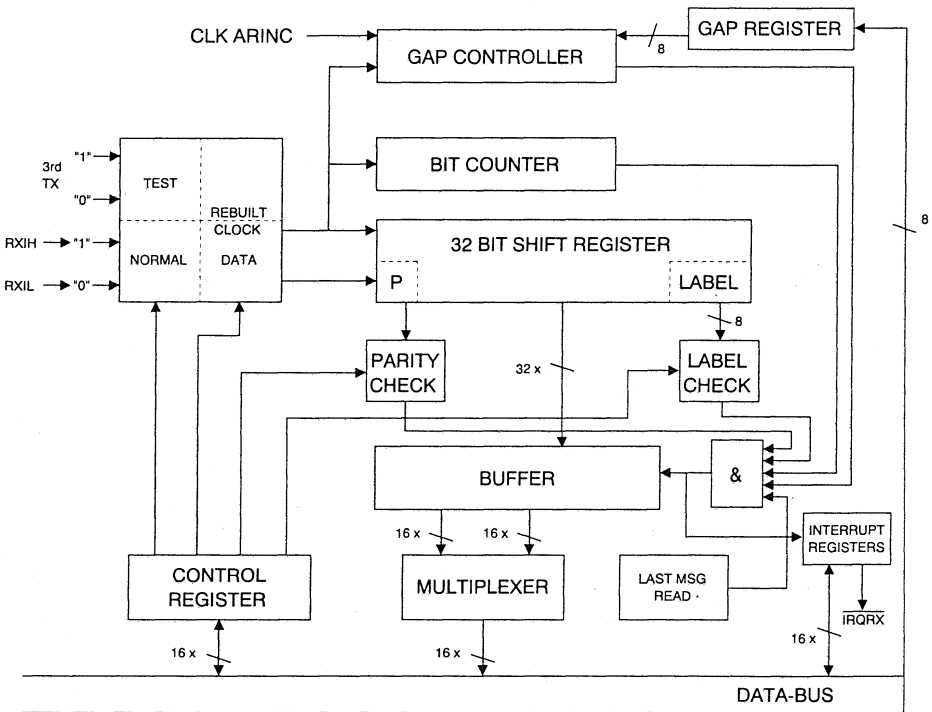 CLK ARINC
GAP CONTROLLER
8
GAP REGISTER
3rd
TX
"1"
"0"
RXIH
"1"
RXIL
"0"
TEST
NORMAL
REBUILT
CLOCK
DATA
BIT COUNTER
32 BIT SHIFT REGISTER
P
LABEL
8
8
PARITY
CHECK
32 x
LABEL
CHECK
BUFFER
&
16 x
16 x
INTERRUPT
REGISTERS
CONTROL
REGISTER
MULTIPLEXER
LAST MSG
READ
IRQRX
16 x
16 x
16 x
DATA-BUS